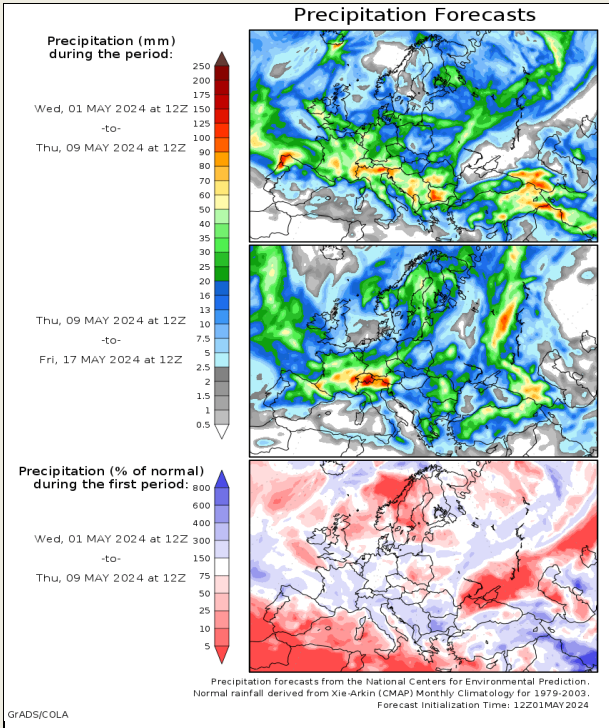 Precipitation Forecasts
Precipitation (mm)
during the period:
Wed, 01 MAY 2024 at 12Z
-to-
Thu, 09 MAY 2024 at 12Z
250
200
175
150
125
100
90
80
70
60
50
40
35
30
25
20
16
13
10
7.5
5
2.5
2
1.5
1
0.5
Thu, 09 MAY 2024 at 12Z
-to-
Fri, 17 MAY 2024 at 12Z
Precipitation (% of normal)
during the first period:
Wed, 01 MAY 2024 at 12Z
-to-
Thu, 09 MAY 2024 at 12Z
800
600
400
300
150
75
50
25
10
5
Precipitation forecasts from the National Centers for Environmental Prediction.
Normal rainfall derived from Xie-Arkin (CMAP) Monthly Climatology for 1979-2003.
Forecast Initialization Time: 12Z01MAY2024
GrADS/COLA